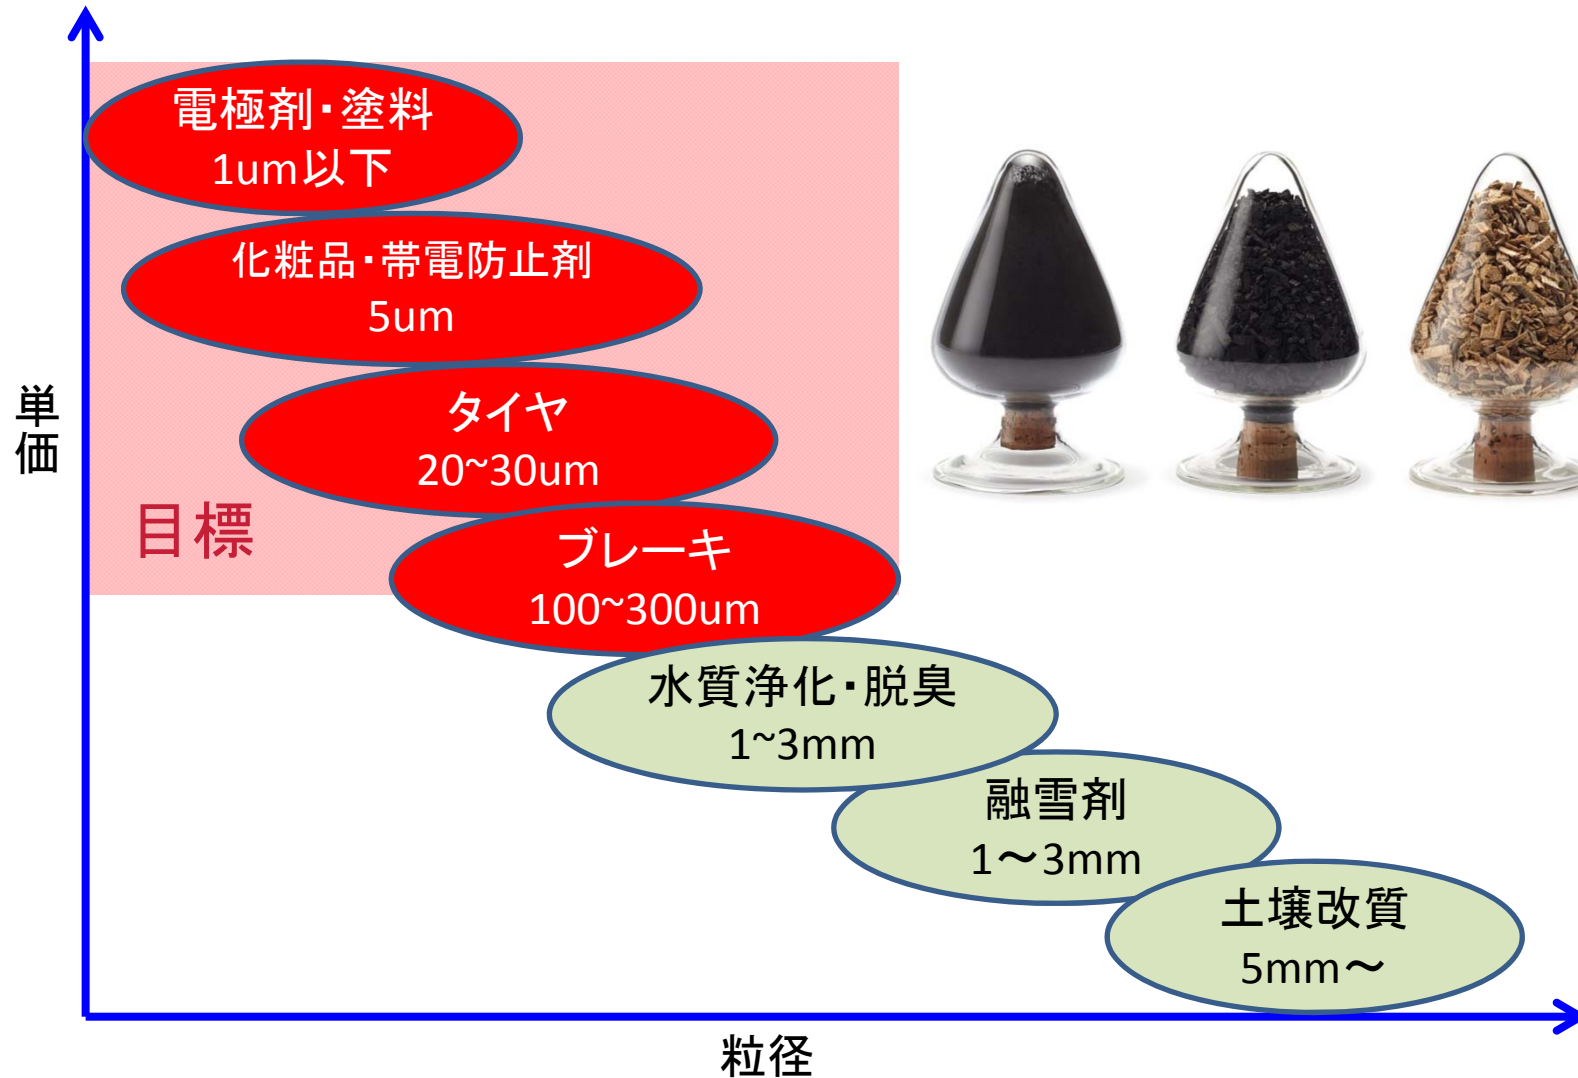 電極剤・塗料
1um以下
化粧品・帯電防止剤
5um
タイヤ
20~30um
ブレーキ
100~300um
目標
水質浄化・脱臭
1~3mm
融雪剤
1～3mm
土壌改質
5mm～
単価
粒径